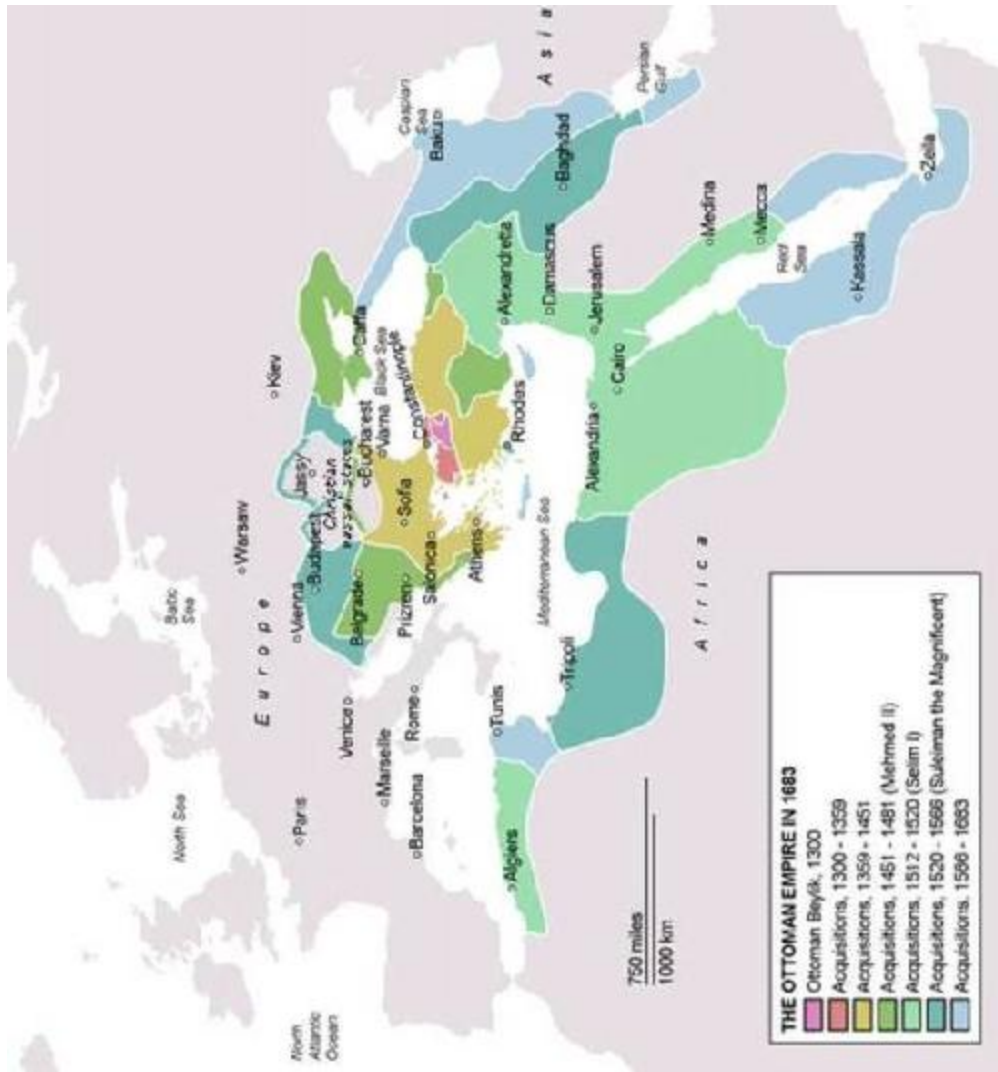 North
Atlantic
Ocean
North Sea
Baltic
Sea
Europe
Asia
Africa
Paris
Warsaw
Kiev
Vienna
Budapest
Jassy
Christian
vassal states
Bucharest
Varna
Black Sea
Caffa
Constantinople
Caspian
Sea
Baku
Venice
Marseille
Barcelona
Rome
Belgrade
Prizren
Sofia
Salonica
Athens
Rhodes
Mediterranean Sea
Algiers
Tunis
Tripoli
Alexandria
Cairo
Jerusalem
Damascus
Alexandretta
Baghdad
Persian
Gulf
Medina
Mecca
Red
Sea
Kassala
Zeila
750 miles
1000 km
THE OTTOMAN EMPIRE IN 1683
Ottoman Beylik, 1300
Acquisitions, 1300 - 1359
Acquisitions, 1359 - 1451
Acquisitions, 1451 - 1481 (Mehmed II)
Acquisitions, 1512 - 1520 (Selim I)
Acquisitions, 1520 - 1566 (Suleiman the Magnificent)
Acquisitions, 1566 - 1683